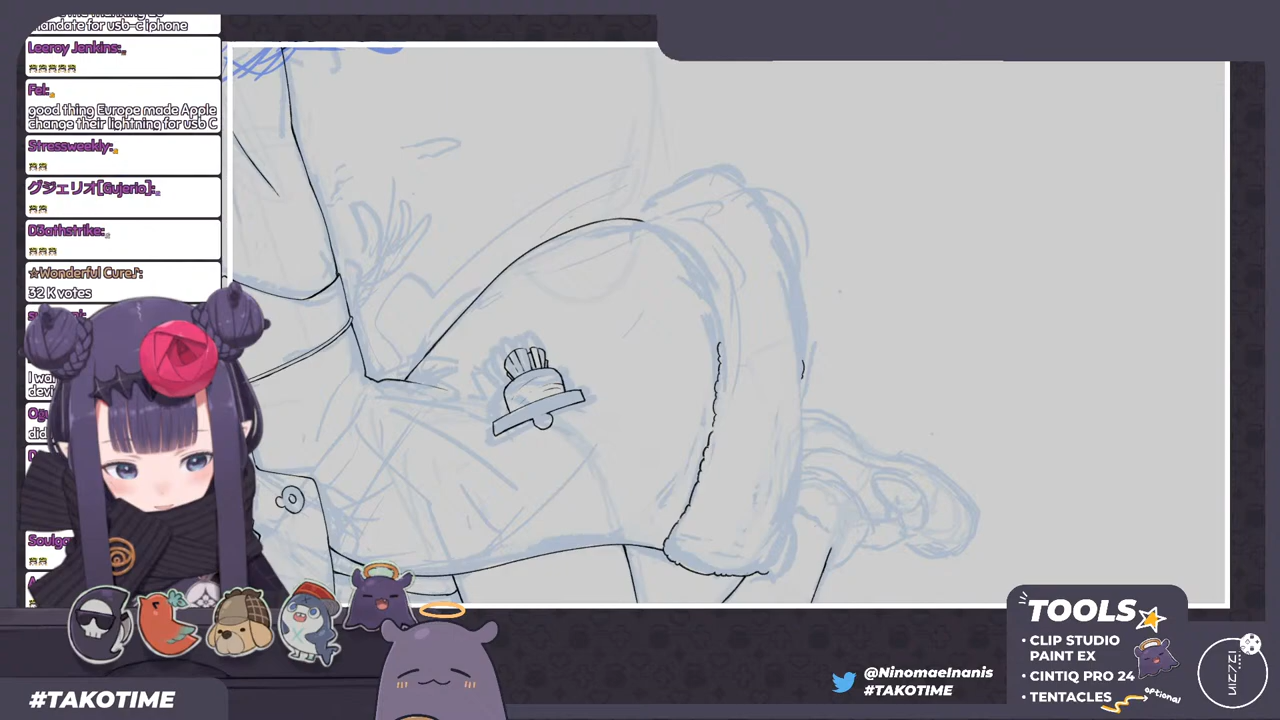 mandate for usb-c iphone
Leeroy Jenkins:
Fel:
good thing Europe made Apple
change their lightning for usb C
Stressweekly:
グジェリオ[Gujerio]:
D3athstrike:
☆Wonderful Cure♪:
32 K votes
I wa
devi
did
#TAKOTIME
@NinomaeInanis
#TAKOTIME
TOOLS
• CLIP STUDIO
PAINT EX
• CINTIQ PRO 24
• TENTACLES
optional